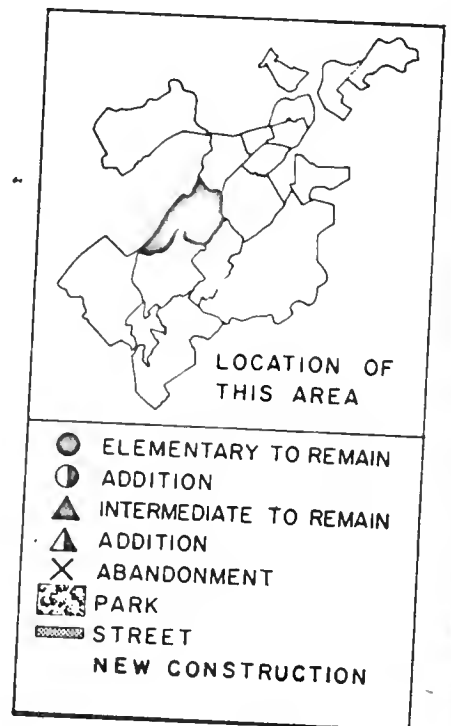 LOCATION OF
THIS AREA
ELEMENTARY TO REMAIN
ADDITION
INTERMEDIATE TO REMAIN
ADDITION
ABANDONMENT
PARK
STREET
NEW CONSTRUCTION